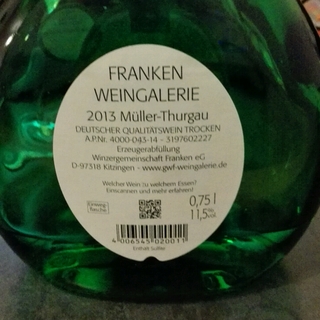 FRANKEN
WEINGALERIE
2013 Müller-Thurgau
DEUTSCHER QUALITÄTSWEIN TROCKEN
A.P.Nr. 4000-043-14 - 3197602227
Erzeugerabfüllung
Winzergemeinschaft Franken eG
D-97318 Kitzingen - www.gwf-weingalerie.de
Welcher Wein zu welchem Essen?
Einscannen und mehr erfahren!
0,75 l
11,5% vol.
4 006545 020011
Enthält Sulfite